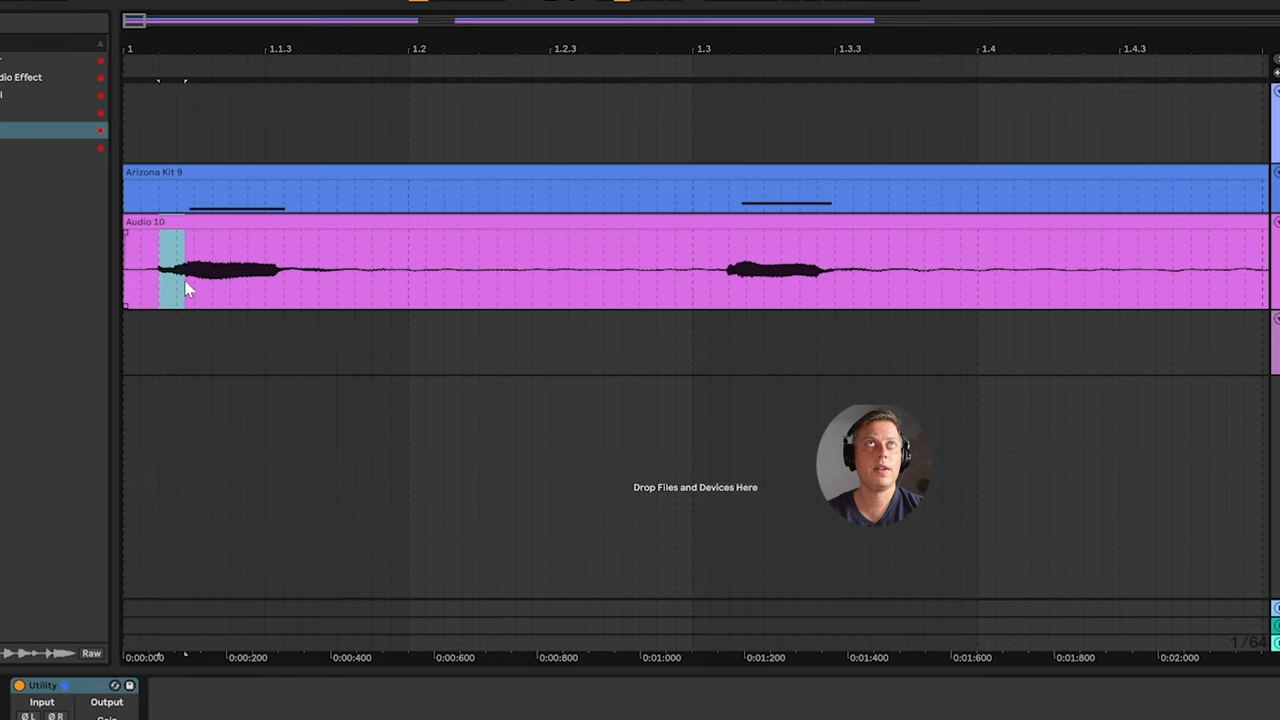 1 1.1.3 1.2 1.2.3 1.3 1.3.3 1.4 1.4.3
dio Effect
l
Arizona Kit 9
Audio 10
Drop Files and Devices Here
1/64
Raw
0:00:000 0:00:200 0:00:400 0:00:600 0:00:800 0:01:000 0:01:200 0:01:400 0:01:600 0:01:800 0:02:000
Utility
Input Output
Ø L Ø R Gain